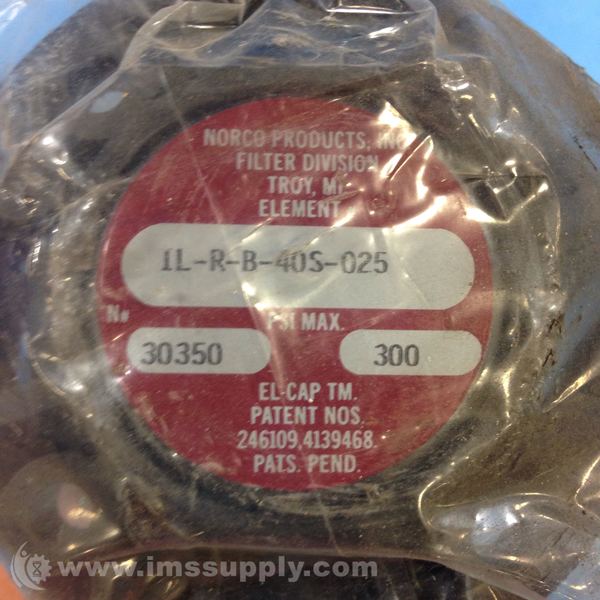 NORCO PRODUCTS, INC
FILTER DIVISION
TROY, MI
ELEMENT
1L-R-B-40S-025
N# PSI MAX.
30350 300
EL-CAP TM.
PATENT NOS.
246109,4139468.
PATS. PEND.
www.imssupply.com